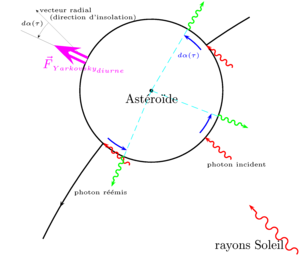 vecteur radial
(direction d'insolation)
dα(τ)
F⃗ Yarkovsky diurne
dα(τ)
Astéroïde
photon incident
photon réémis
rayons Soleil